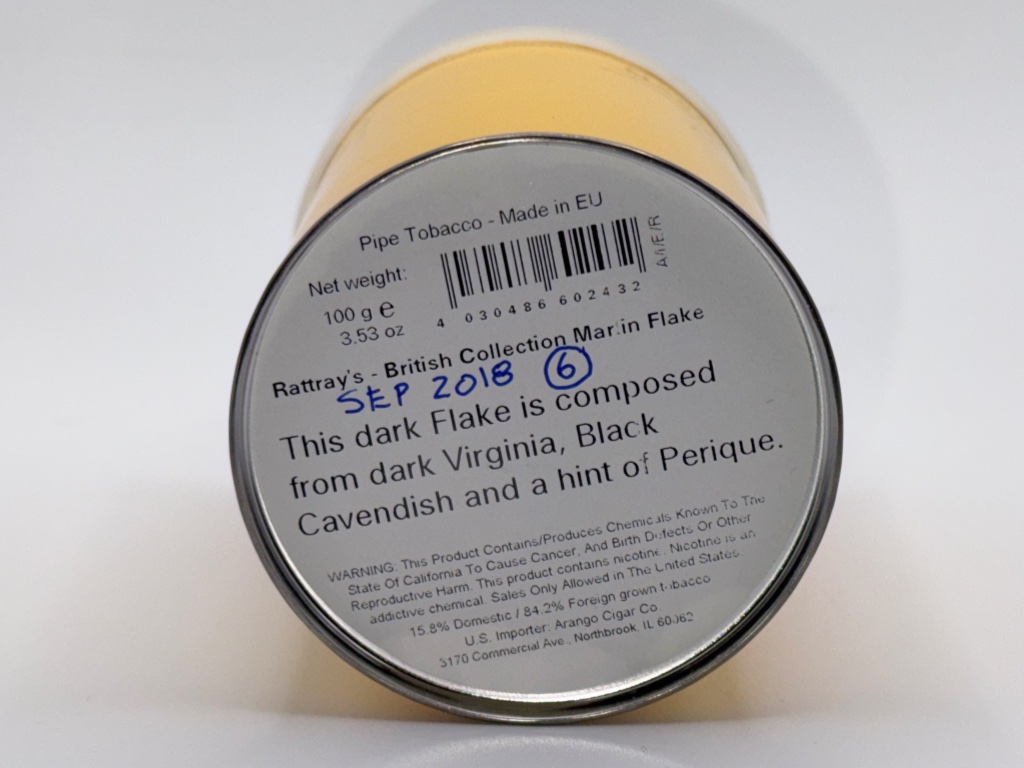 Pipe Tobacco - Made in EU
Net weight:
100 g e
3.53 oz
4 030486 602432
A/I/E/R
Rattray's - British Collection Marlin Flake
SEP 2018 6
This dark Flake is composed
from dark Virginia, Black
Cavendish and a hint of Perique.
WARNING: This Product Contains/Produces Chemicals Known To The
State Of California To Cause Cancer, And Birth Defects Or Other
Reproductive Harm. This product contains nicotine. Nicotine is an
addictive chemical. Sales Only Allowed in The United States.
15.8% Domestic / 84.2% Foreign grown tobacco
U.S. Importer: Arango Cigar Co.
3170 Commercial Ave., Northbrook, IL 60062